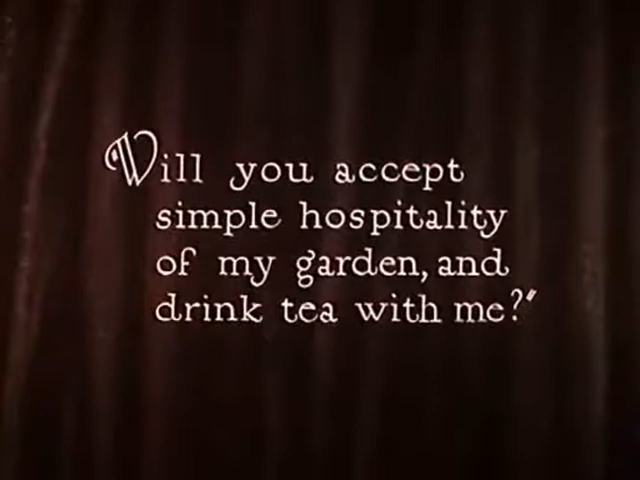 Will you accept
simple hospitality
of my garden, and
drink tea with me?"